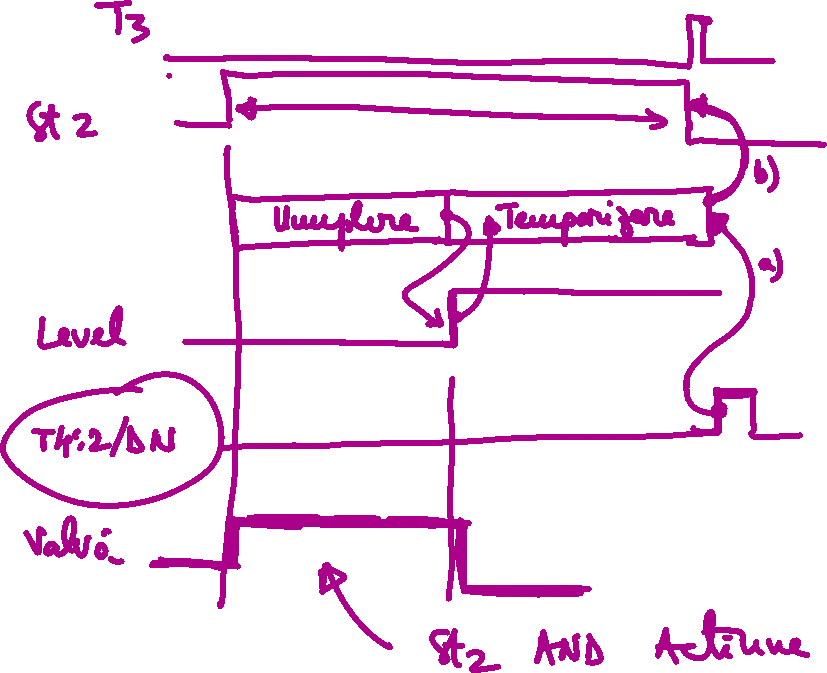 T3
St 2
b)
Umplere Temporizare
a)
Level
T4:2/DN
Valvă
St2 AND Actiune